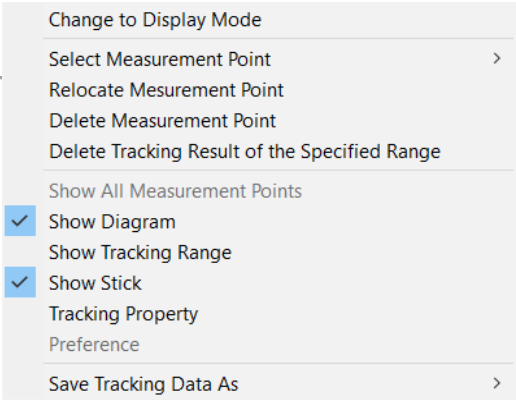 Change to Display Mode
Select Measurement Point
Relocate Mesurement Point
Delete Measurement Point
Delete Tracking Result of the Specified Range
Show All Measurement Points
Show Diagram
Show Tracking Range
Show Stick
Tracking Property
Preference
Save Tracking Data As